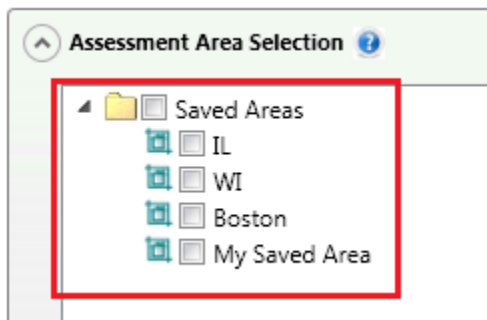 Assessment Area Selection ?
Saved Areas
IL
WI
Boston
My Saved Area